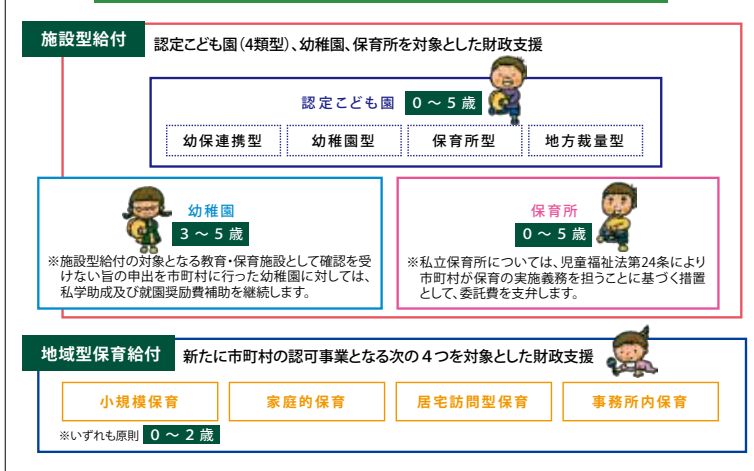 施設型給付
認定こども園(4類型)、幼稚園、保育所を対象とした財政支援
認定こども園 0～5歳
幼保連携型 幼稚園型 保育所型 地方裁量型
幼稚園
3～5歳
※施設型給付の対象となる教育・保育施設として確認を受
けない旨の申出を市町村に行った幼稚園に対しては、
私学助成及び就園奨励費補助を継続します。
保育所
0～5歳
※私立保育所については、児童福祉法第24条により
市町村が保育の実施義務を担うことに基づく措置
として、委託費を支弁します。
地域型保育給付
新たに市町村の認可事業となる次の4つを対象とした財政支援
小規模保育 家庭的保育 居宅訪問型保育 事務所内保育
※いずれも原則 0～2歳